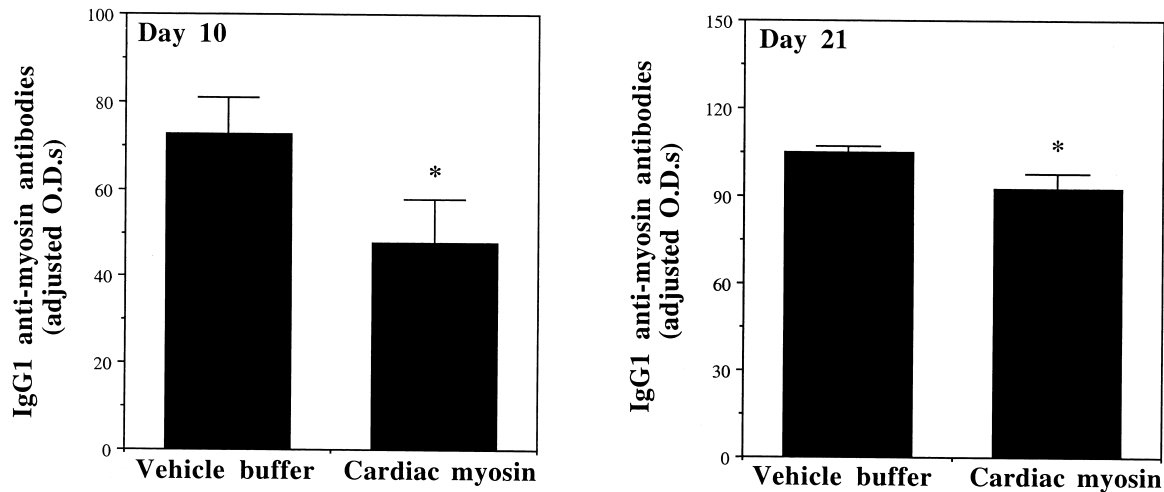 Day 10
IgG1 anti-myosin antibodies
(adjusted O.D.s)
100
80
60
40
20
0
*
Vehicle buffer
Cardiac myosin
Day 21
IgG1 anti-myosin antibodies
(adjusted O.D.s)
150
120
90
60
30
0
*
Vehicle buffer
Cardiac myosin